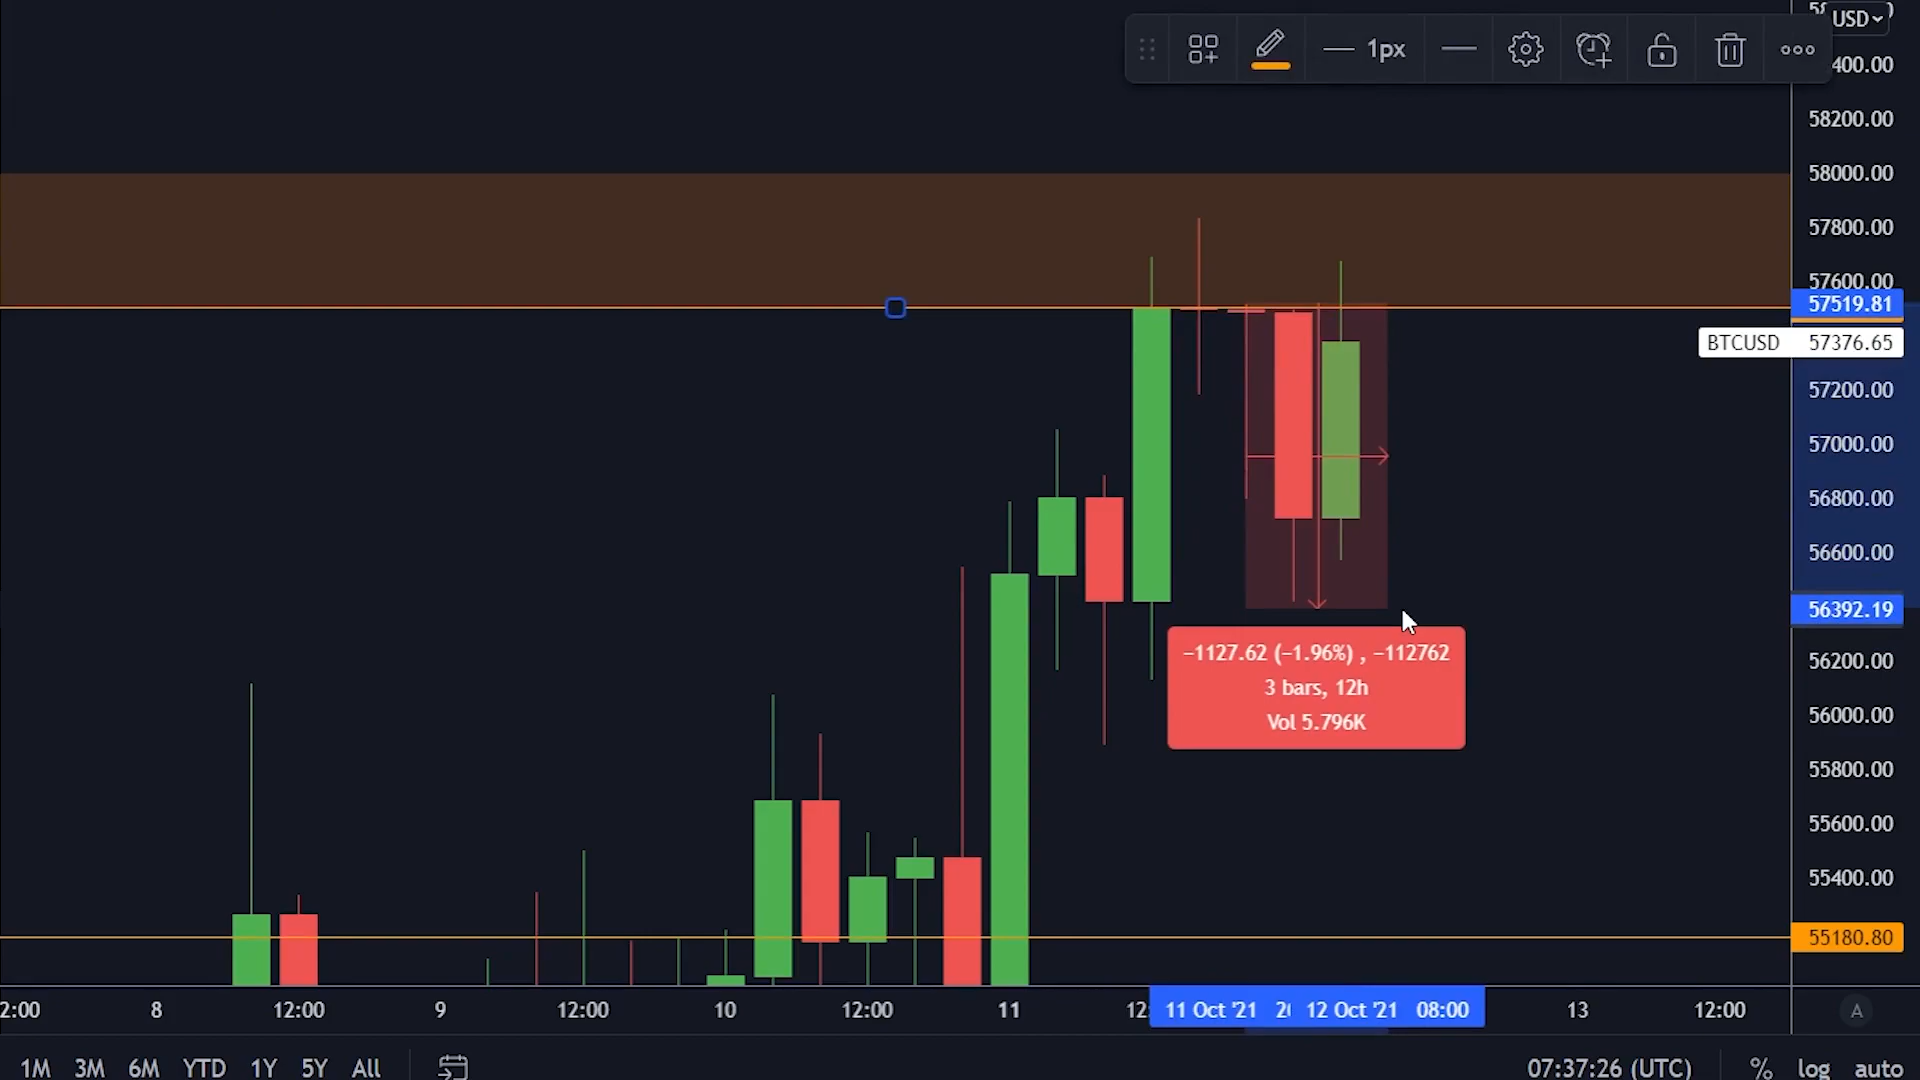 USD
1px
400.00
58200.00
58000.00
57800.00
57600.00
57519.81
BTCUSD 57376.65
57200.00
57000.00
56800.00
56600.00
56392.19
56200.00
−1127.62 (−1.96%) , −112762
3 bars, 12h
Vol 5.796K
56000.00
55800.00
55600.00
55400.00
55180.80
2:00 8 12:00 9 12:00 10 12:00 11 12: 11 Oct '21 12 Oct '21 08:00 13 12:00 A
1M 3M 6M YTD 1Y 5Y All 07:37:26 (UTC) % log auto